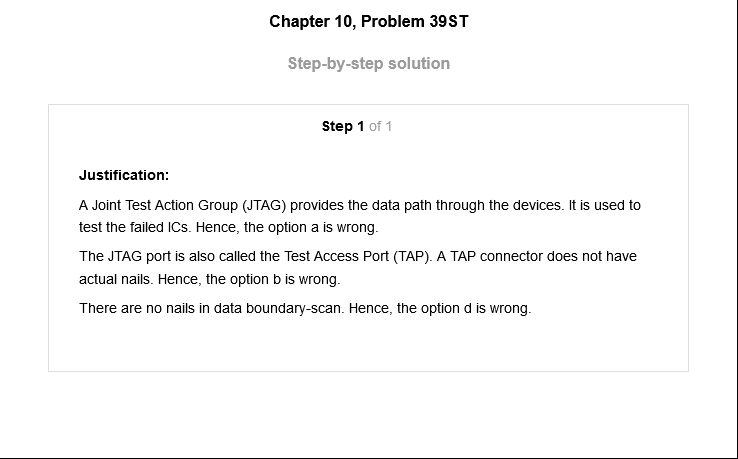 Chapter 10, Problem 39ST
Step-by-step solution
Step 1 of 1
Justification:
A Joint Test Action Group (JTAG) provides the data path through the devices. It is used to
test the failed ICs. Hence, the option a is wrong.
The JTAG port is also called the Test Access Port (TAP). A TAP connector does not have
actual nails. Hence, the option b is wrong.
There are no nails in data boundary-scan. Hence, the option d is wrong.